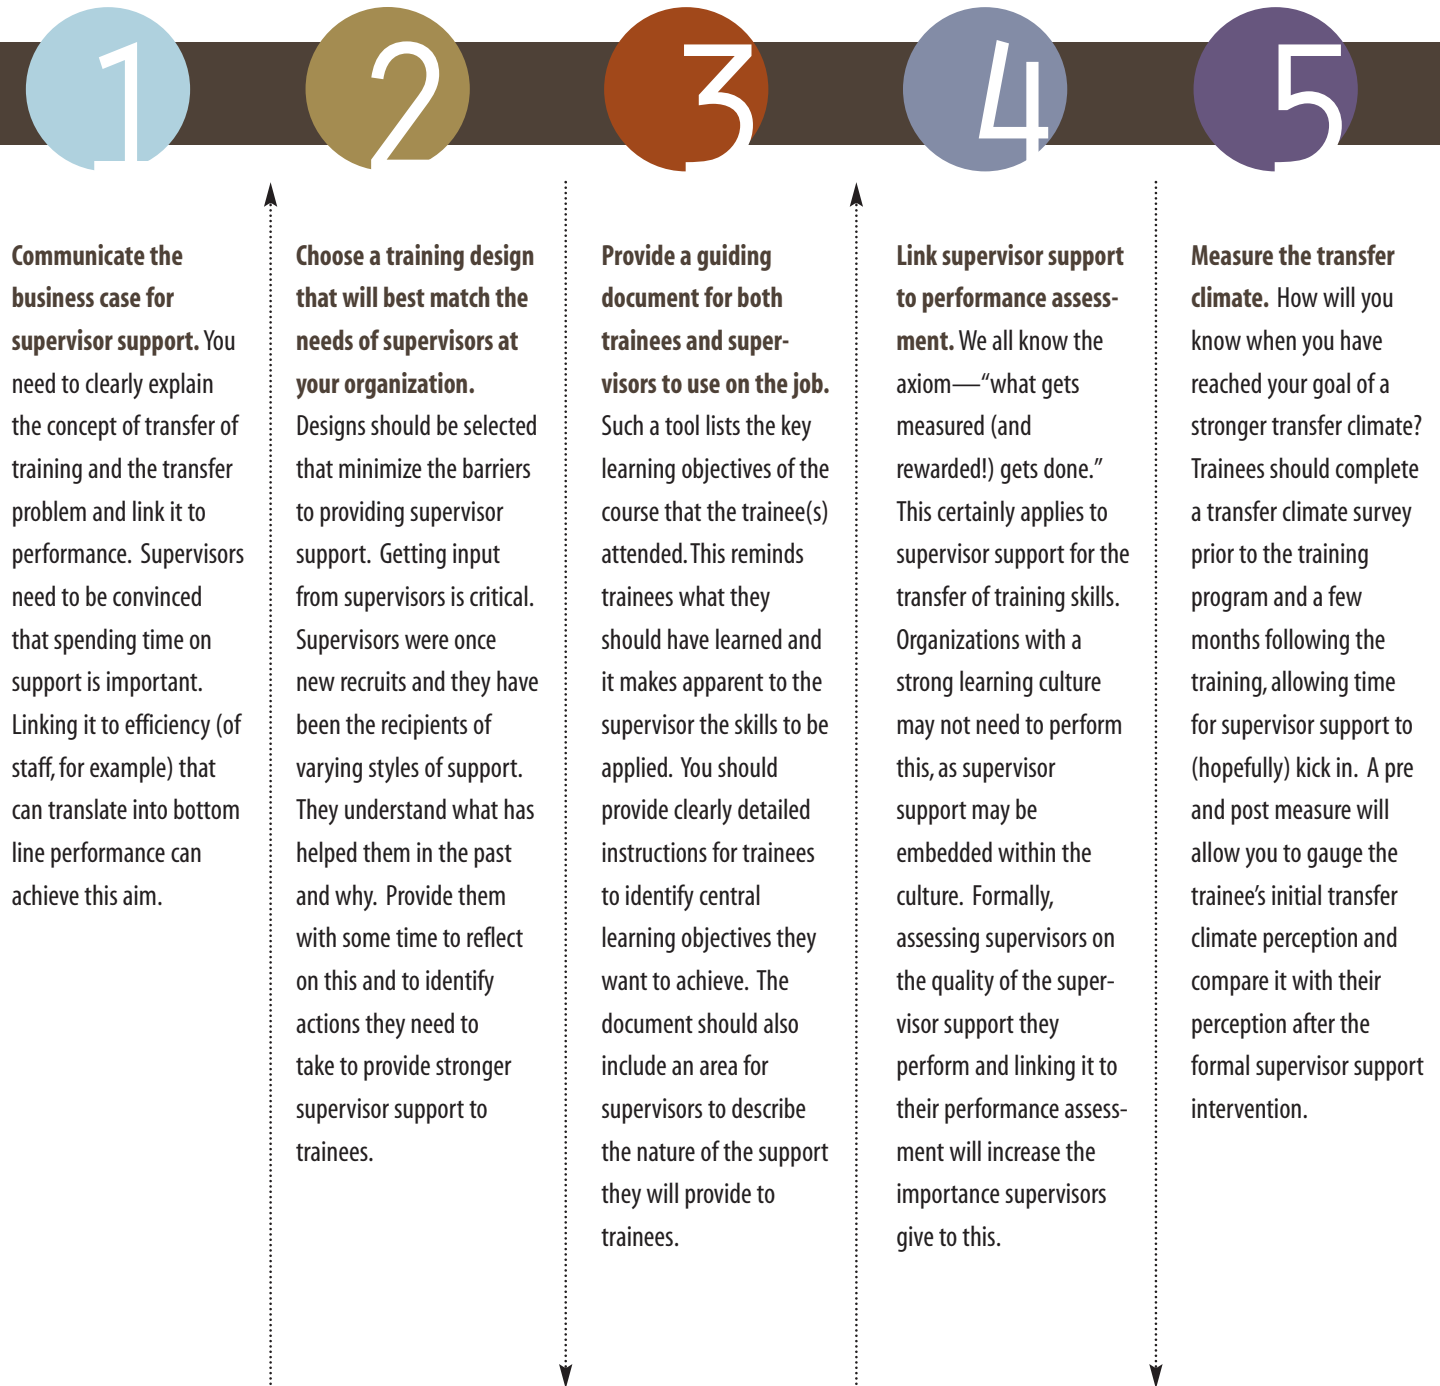 1
2
3
4
5
Communicate the
business case for
supervisor support. You
need to clearly explain
the concept of transfer of
training and the transfer
problem and link it to
performance. Supervisors
need to be convinced
that spending time on
support is important.
Linking it to efficiency (of
staff, for example) that
can translate into bottom
line performance can
achieve this aim.
Choose a training design
that will best match the
needs of supervisors at
your organization.
Designs should be selected
that minimize the barriers
to providing supervisor
support. Getting input
from supervisors is critical.
Supervisors were once
new recruits and they have
been the recipients of
varying styles of support.
They understand what has
helped them in the past
and why. Provide them
with some time to reflect
on this and to identify
actions they need to
take to provide stronger
supervisor support to
trainees.
Provide a guiding
document for both
trainees and super-
visors to use on the job.
Such a tool lists the key
learning objectives of the
course that the trainee(s)
attended. This reminds
trainees what they
should have learned and
it makes apparent to the
supervisor the skills to be
applied. You should
provide clearly detailed
instructions for trainees
to identify central
learning objectives they
want to achieve. The
document should also
include an area for
supervisors to describe
the nature of the support
they will provide to
trainees.
Link supervisor support
to performance assess-
ment. We all know the
axiom—“what gets
measured (and
rewarded!) gets done.”
This certainly applies to
supervisor support for the
transfer of training skills.
Organizations with a
strong learning culture
may not need to perform
this, as supervisor
support may be
embedded within the
culture. Formally,
assessing supervisors on
the quality of the super-
visor support they
perform and linking it to
their performance assess-
ment will increase the
importance supervisors
give to this.
Measure the transfer
climate. How will you
know when you have
reached your goal of a
stronger transfer climate?
Trainees should complete
a transfer climate survey
prior to the training
program and a few
months following the
training, allowing time
for supervisor support to
(hopefully) kick in. A pre
and post measure will
allow you to gauge the
trainee’s initial transfer
climate perception and
compare it with their
perception after the
formal supervisor support
intervention.